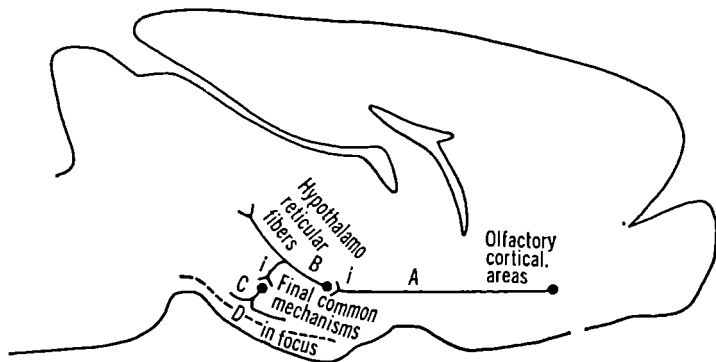 Hypothalamo
reticular
fibers
B
i
A
Olfactory
cortical.
areas
i
C
Final common
mechanisms
D
in focus